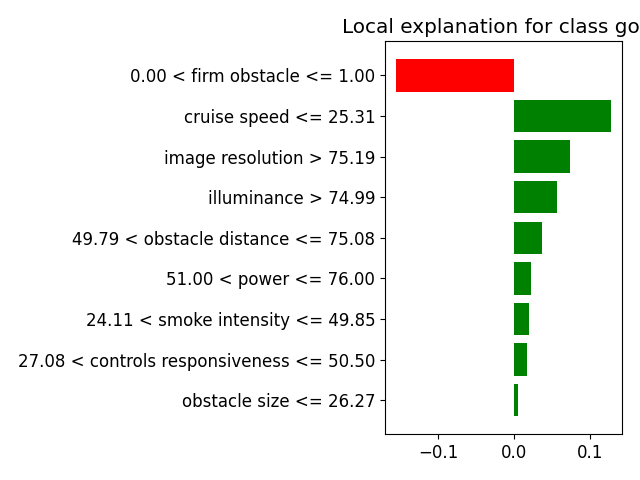 Local explanation for class go
0.00 < firm obstacle <= 1.00
cruise speed <= 25.31
image resolution > 75.19
illuminance > 74.99
49.79 < obstacle distance <= 75.08
51.00 < power <= 76.00
24.11 < smoke intensity <= 49.85
27.08 < controls responsiveness <= 50.50
obstacle size <= 26.27
−0.1 0.0 0.1